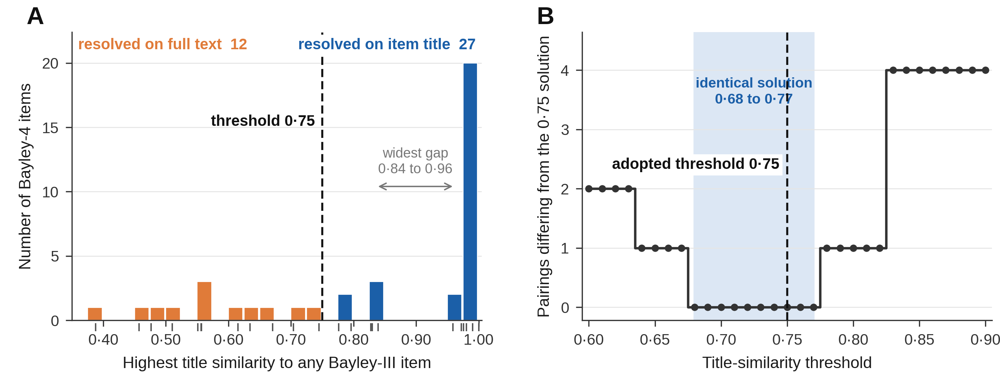 A
resolved on full text 12
resolved on item title 27
threshold 0·75
widest gap
0·84 to 0·96
Number of Bayley-4 items
20
15
10
5
0
0·40 0·50 0·60 0·70 0·80 0·90 1·00
Highest title similarity to any Bayley-III item
B
identical solution
0·68 to 0·77
adopted threshold 0·75
Pairings differing from the 0·75 solution
4
3
2
1
0
0·60 0·65 0·70 0·75 0·80 0·85 0·90
Title-similarity threshold